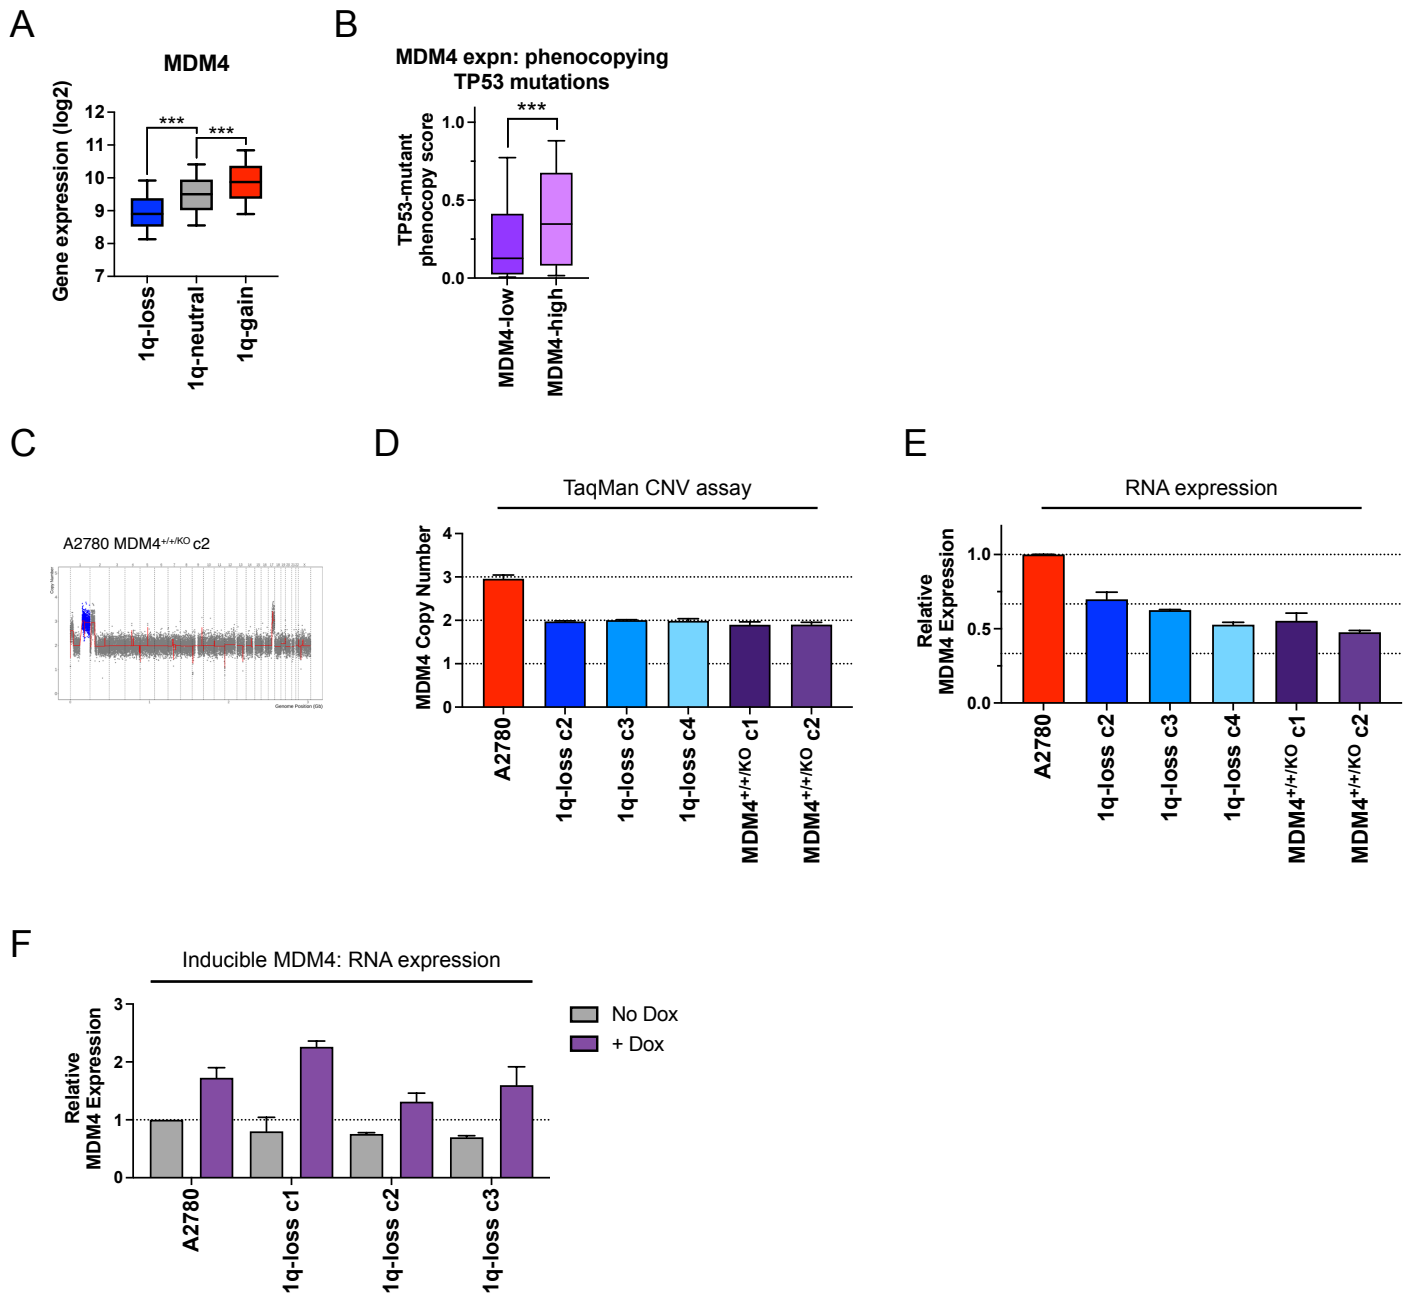 A
MDM4
Gene expression (log2)
12
11
10
9
8
7
***
***
1q-loss
1q-neutral
1q-gain
B
MDM4 expn: phenocopying
TP53 mutations
TP53-mutant
phenocopy score
1.0
0.5
0.0
***
MDM4-low
MDM4-high
C
A2780 MDM4+/+/KO c2
Copy Number
Genome Position (Gb)
D
TaqMan CNV assay
MDM4 Copy Number
4
3
2
1
0
A2780
1q-loss c2
1q-loss c3
1q-loss c4
MDM4+/+/KO c1
MDM4+/+/KO c2
E
RNA expression
Relative
MDM4 Expression
1.0
0.5
0.0
A2780
1q-loss c2
1q-loss c3
1q-loss c4
MDM4+/+/KO c1
MDM4+/+/KO c2
F
Inducible MDM4: RNA expression
Relative
MDM4 Expression
3
2
1
0
A2780
1q-loss c1
1q-loss c2
1q-loss c3
No Dox
+ Dox